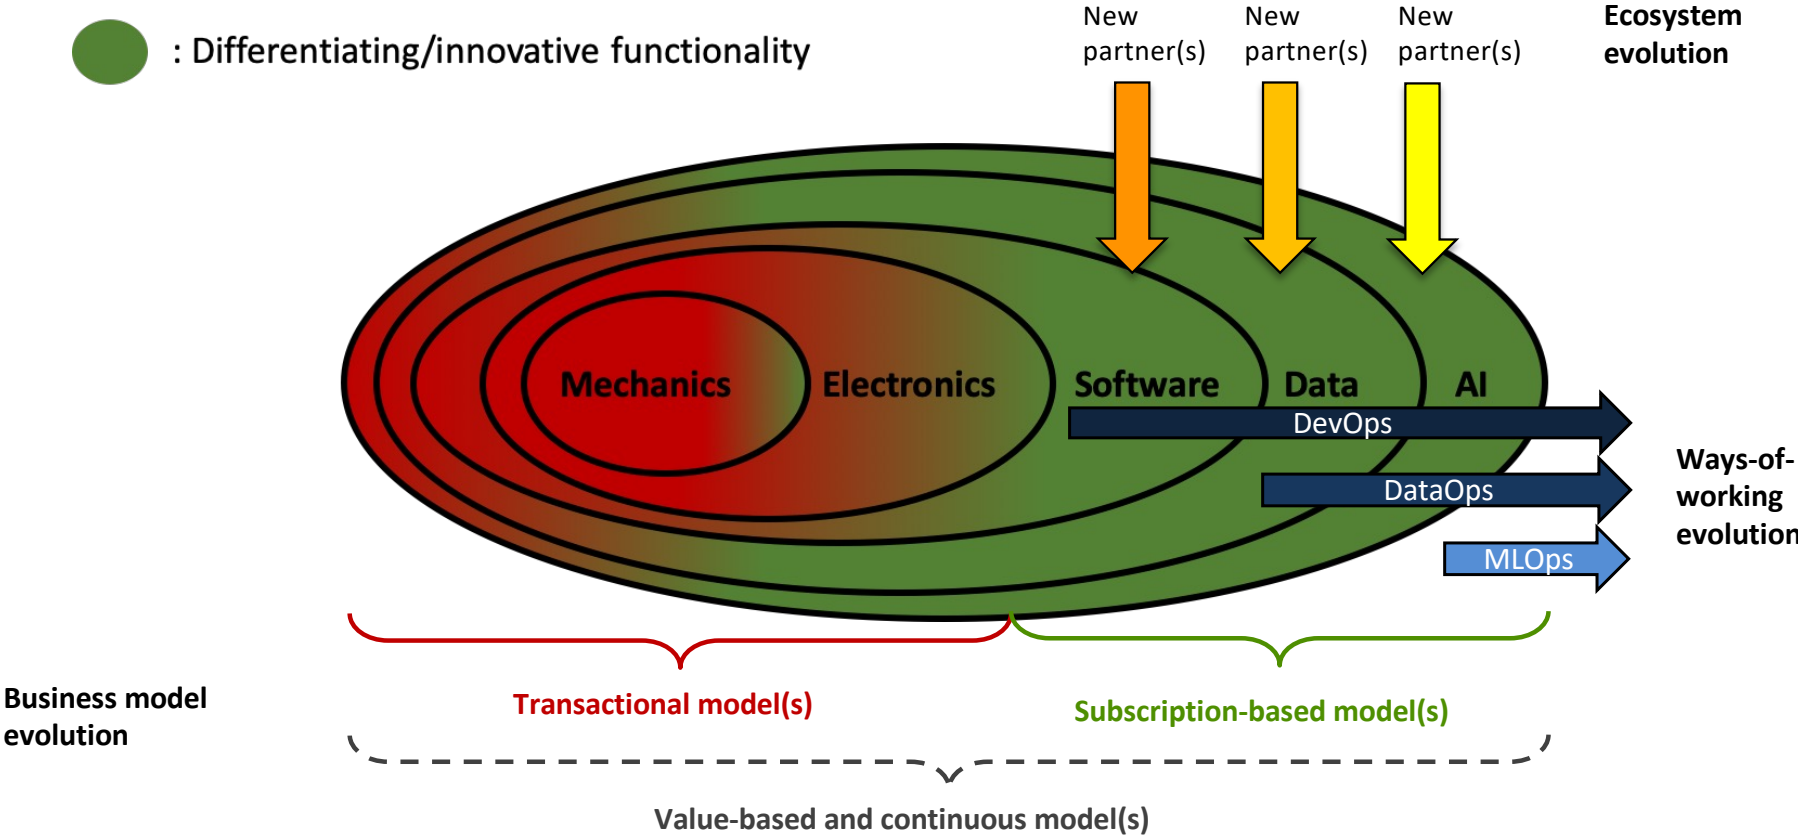 : Differentiating/innovative functionality
New
partner(s)
New
partner(s)
New
partner(s)
Ecosystem
evolution
Mechanics
Electronics
Software
Data
AI
DevOps
DataOps
MLOps
Ways-of-
working
evolution
Business model
evolution
Transactional model(s)
Subscription-based model(s)
Value-based and continuous model(s)